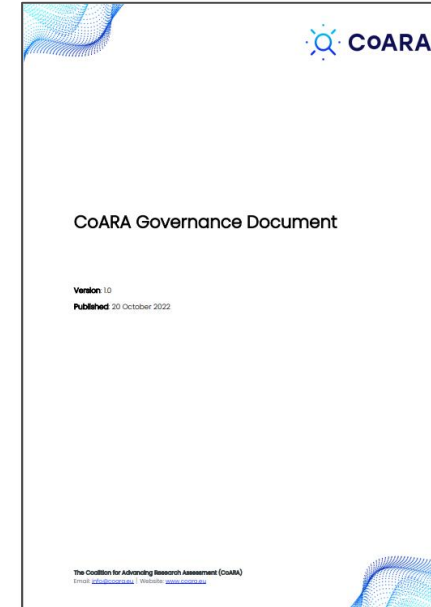 CoARA
CoARA Governance Document
Version: 1.0
Published: 20 October 2022
The Coalition for Advancing Research Assessment (CoARA)
Email: info@coara.eu | Website: www.coara.eu